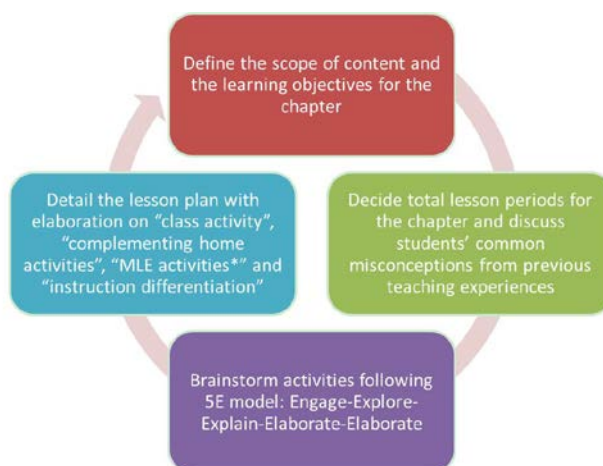 Define the scope of content and
the learning objectives for the
chapter
Decide total lesson periods for
the chapter and discuss
students' common
misconceptions from previous
teaching experiences
Brainstorm activities following
5E model: Engage-Explore-
Explain-Elaborate-Elaborate
Detail the lesson plan with
elaboration on “class activity”,
“complementing home
activities”, “MLE activities*” and
“instruction differentiation”